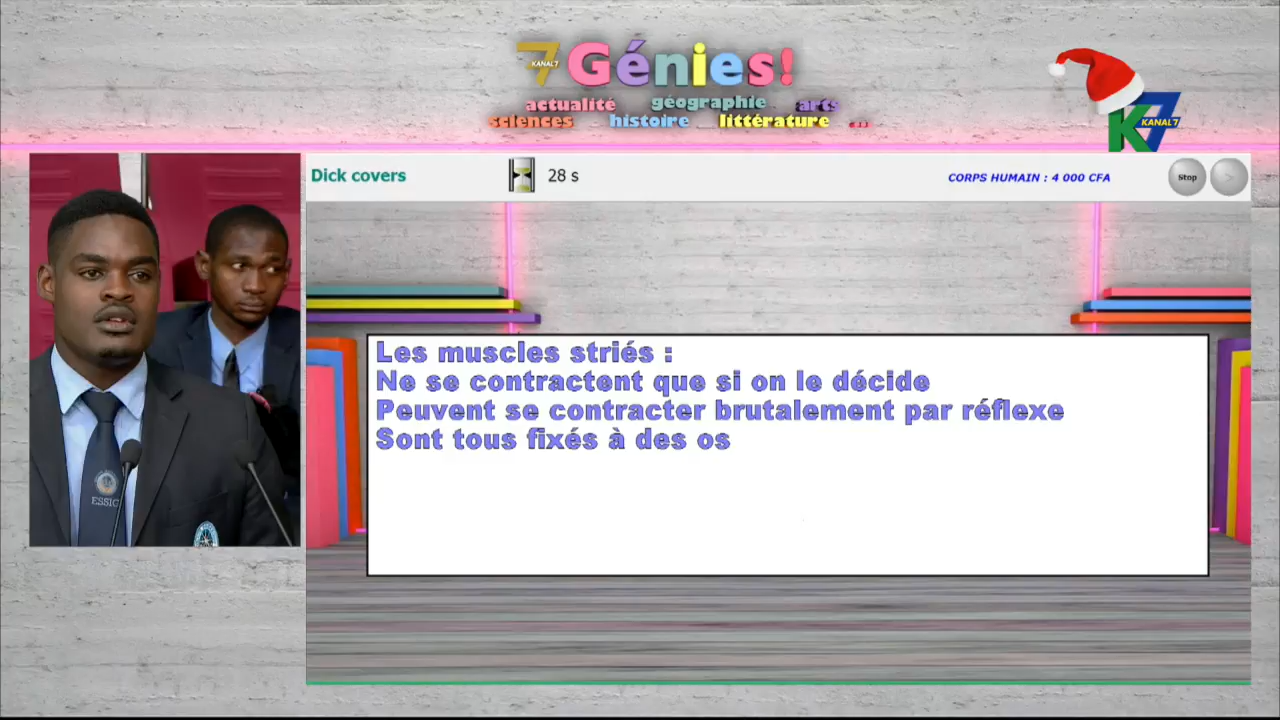 7 KANAL7 Génies!
actualité géographie arts
sciences histoire littérature ...
K7 KANAL7
Dick covers 28 s CORPS HUMAIN : 4 000 CFA Stop >
Les muscles striés :
Ne se contractent que si on le décide
Peuvent se contracter brutalement par réflexe
Sont tous fixés à des os
ESSIG